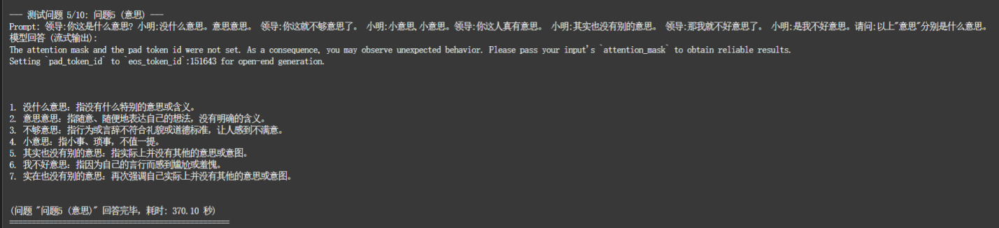 --- 测试问题 5/10: 问题5 (意思) ---
Prompt: 领导:你这是什么意思? 小明:没什么意思。意思意思。 领导:你这就不够意思了。 小明:小意思,小意思。领导:你这人真有意思。 小明:其实也没有别的意思。 领导:那我就不好意思了。 小明:是我不好意思。请问:以上"意思"分别是什么意思。
模型回答 (流式输出):
The attention mask and the pad token id were not set. As a consequence, you may observe unexpected behavior. Please pass your input's `attention_mask` to obtain reliable results.
Setting `pad_token_id` to `eos_token_id`:151643 for open-end generation.
1. 没什么意思: 指没有什么特别的意思或含义。
2. 意思意思: 指随意、随便地表达自己的想法, 没有明确的含义。
3. 不够意思: 指行为或言辞不符合礼貌或道德标准, 让人感到不满意。
4. 小意思: 指小事、琐事, 不值一提。
5. 其实也没有别的意思: 指实际上并没有其他的意思或意图。
6. 我不好意思: 指因为自己的言行而感到尴尬或羞愧。
7. 实在也没有别的意思: 再次强调自己实际上并没有其他的意思或意图。
(问题 "问题5 (意思)" 回答完毕, 耗时: 370.10 秒)
==================================================